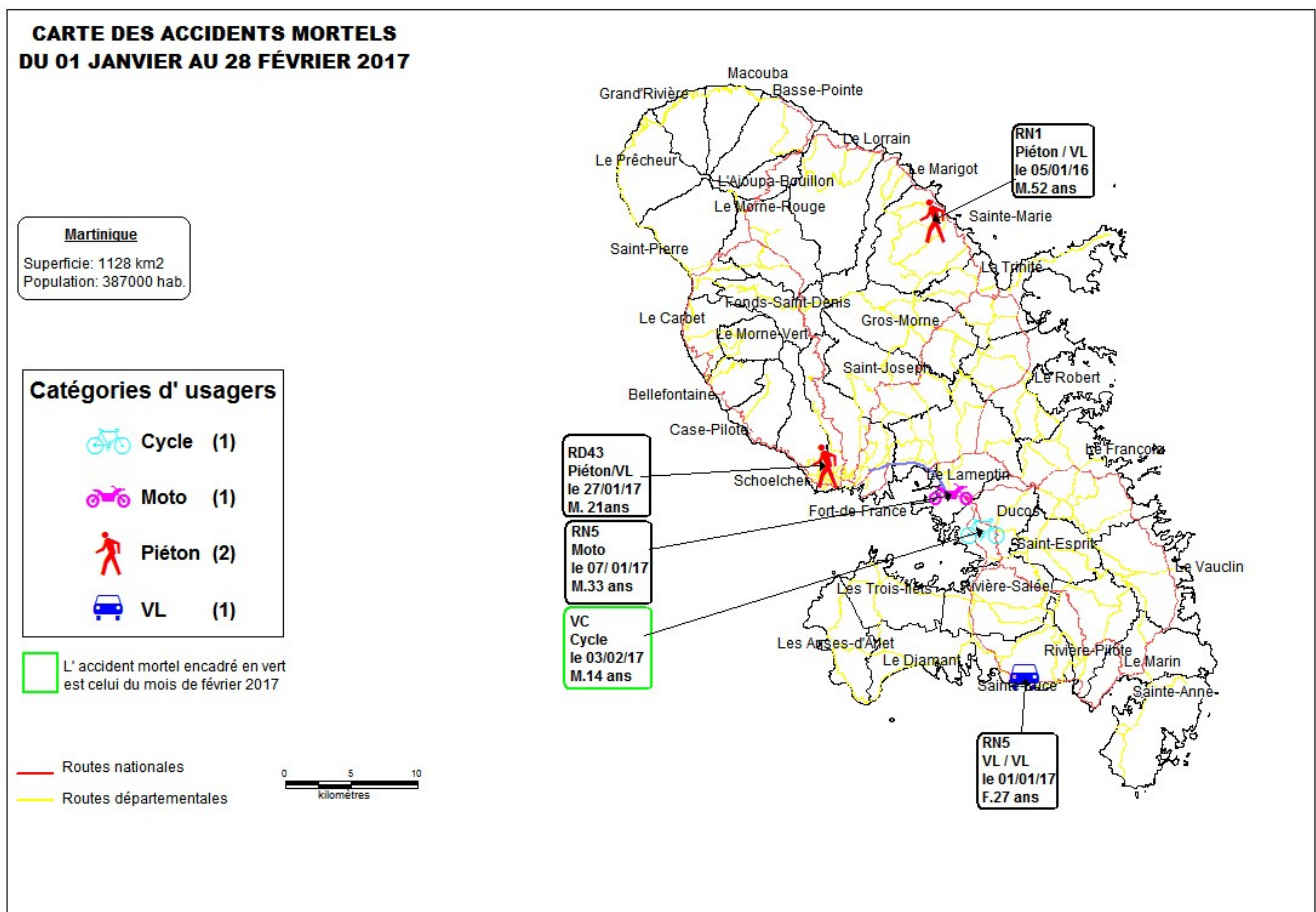 CARTE DES ACCIDENTS MORTELS
DU 01 JANVIER AU 28 FÉVRIER 2017
Martinique
Superficie: 1128 km2
Population: 387000 hab.
Catégories d' usagers
Cycle (1)
Moto (1)
Piéton (2)
VL (1)
L' accident mortel encadré en vert
est celui du mois de février 2017
Routes nationales
Routes départementales
0 5 10
kilomètres
Macouba
Grand'Rivière
Basse-Pointe
Le Lorrain
Le Prêcheur
L'Ajoupa-Bouillon
Le Marigot
Le Morne-Rouge
Sainte-Marie
Saint-Pierre
La Trinité
Fonds-Saint-Denis
Le Carbet
Gros-Morne
Le Morne-Vert
Saint-Joseph
Le Robert
Bellefontaine
Case-Pilote
Le François
Schoelcher
Le Lamentin
Fort-de France
Ducos
Saint-Esprit
Le Vauclin
Les Trois-Ilets
Rivière-Salée
Les Anses-d'Arlet
Le Diamant
Rivière-Pilote
Le Marin
Sainte-Luce
Sainte-Anne
RN1
Piéton / VL
le 05/01/16
M.52 ans
RD43
Piéton/VL
le 27/01/17
M. 21ans
RN5
Moto
le 07/ 01/17
M.33 ans
VC
Cycle
le 03/02/17
M.14 ans
RN5
VL / VL
le 01/01/17
F.27 ans